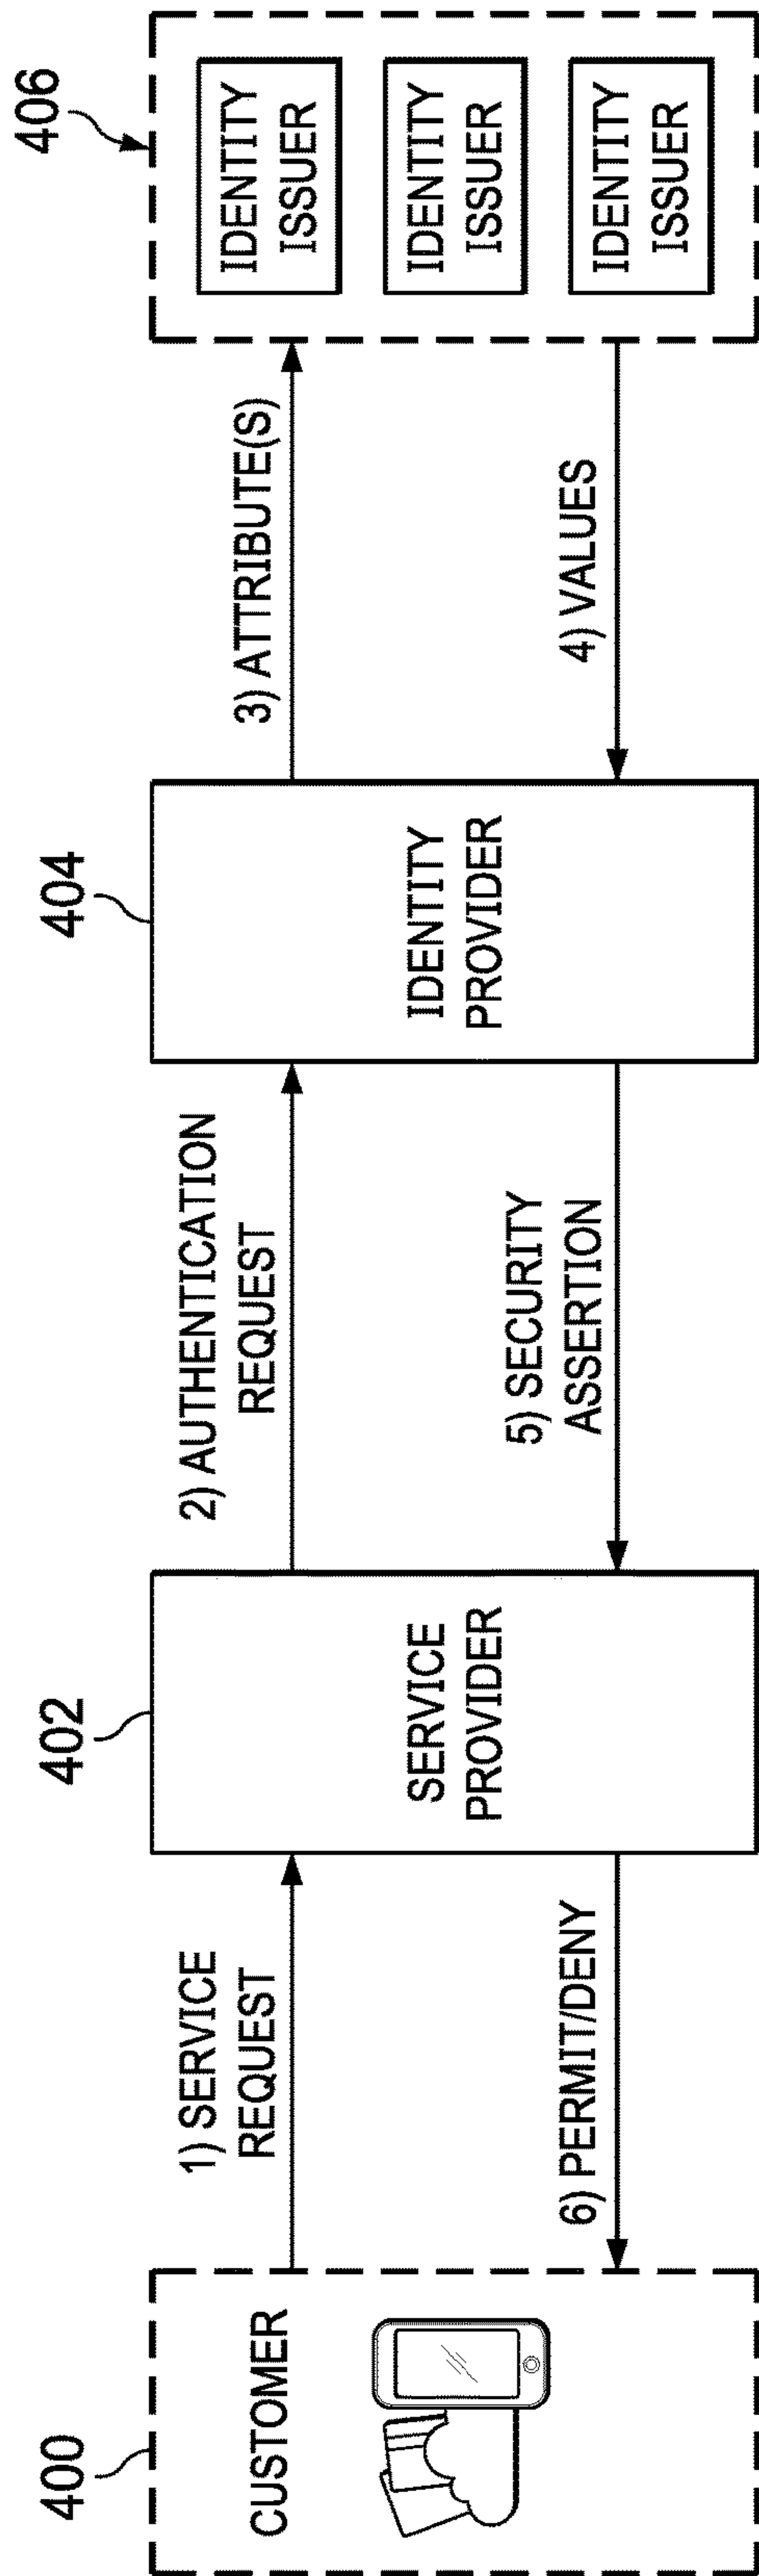 400
CUSTOMER
1) SERVICE
REQUEST
6) PERMIT/DENY
402
SERVICE
PROVIDER
2) AUTHENTICATION
REQUEST
5) SECURITY
ASSERTION
404
IDENTITY
PROVIDER
3) ATTRIBUTE(S)
4) VALUES
406
IDENTITY
ISSUER
IDENTITY
ISSUER
IDENTITY
ISSUER